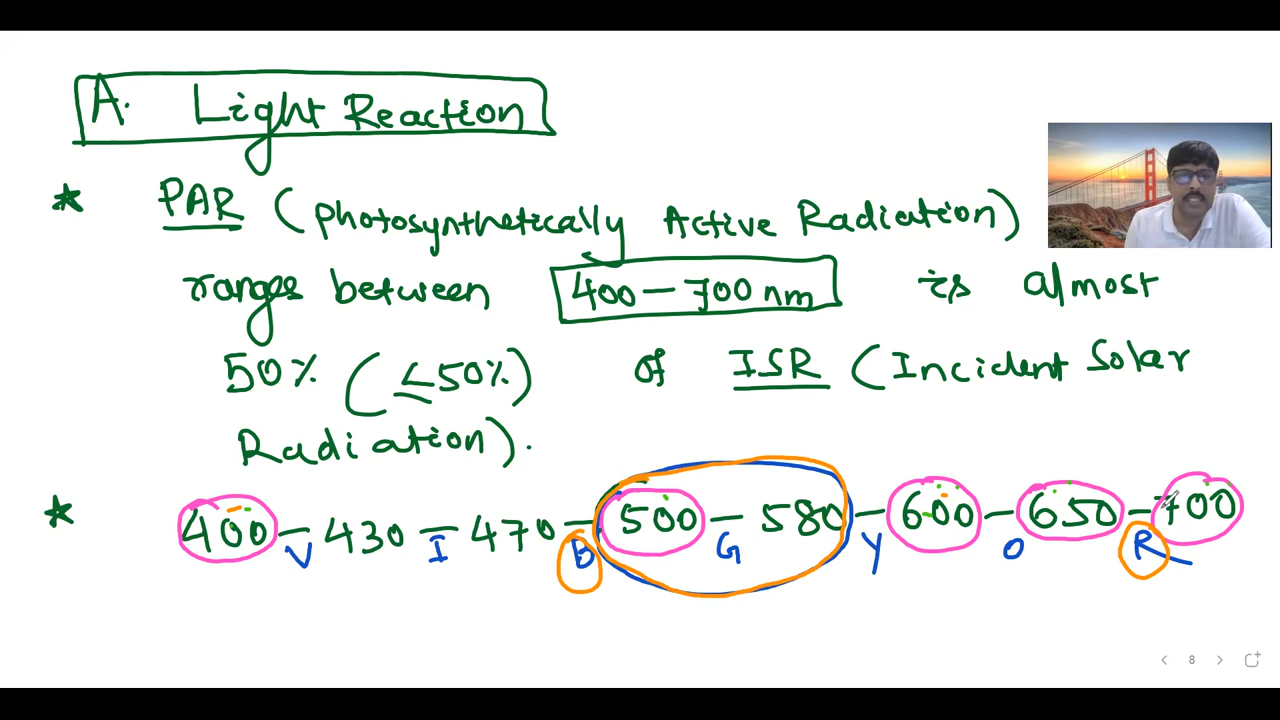 A. Light Reaction
★ PAR (photosynthetically Active Radiation)
ranges between 400 – 700 nm is almost
50% (≤50%) of ISR (Incident Solar
Radiation).
★ 400 – 430 – 470 – 500 – 580 – 600 – 650 – 700
V I B G Y O R
8